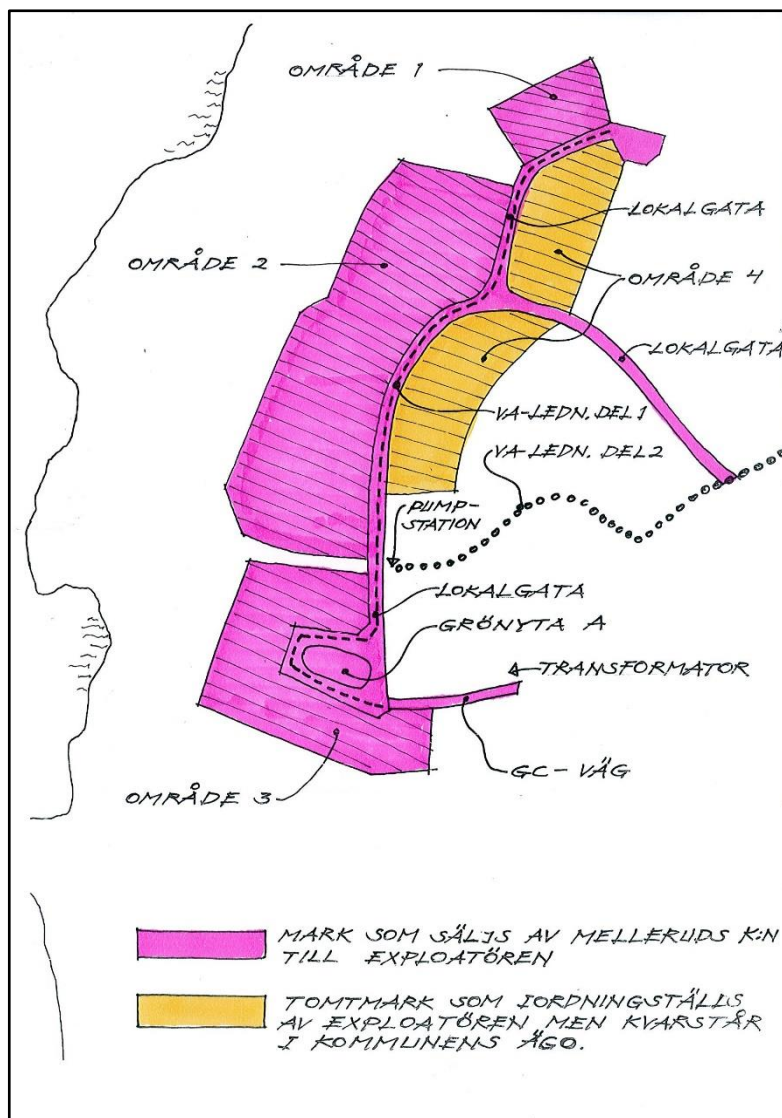 OMRÅDE 1
LOKALGATA
OMRÅDE 2
OMRÅDE 4
LOKALGATA
VA-LEDN. DEL 1
VA-LEDN. DEL 2
PUMP-
STATION
LOKALGATA
GRÖNYTA A
TRANSFORMATOR
GC-VÄG
OMRÅDE 3
MARK SOM SÄLJS AV MELLERUDS K:N
TILL EXPLOATÖREN
TOMTMARK SOM IORDNINGSTÄLLS
AV EXPLOATÖREN MEN KVARSTÅR
I KOMMUNENS ÄGO.